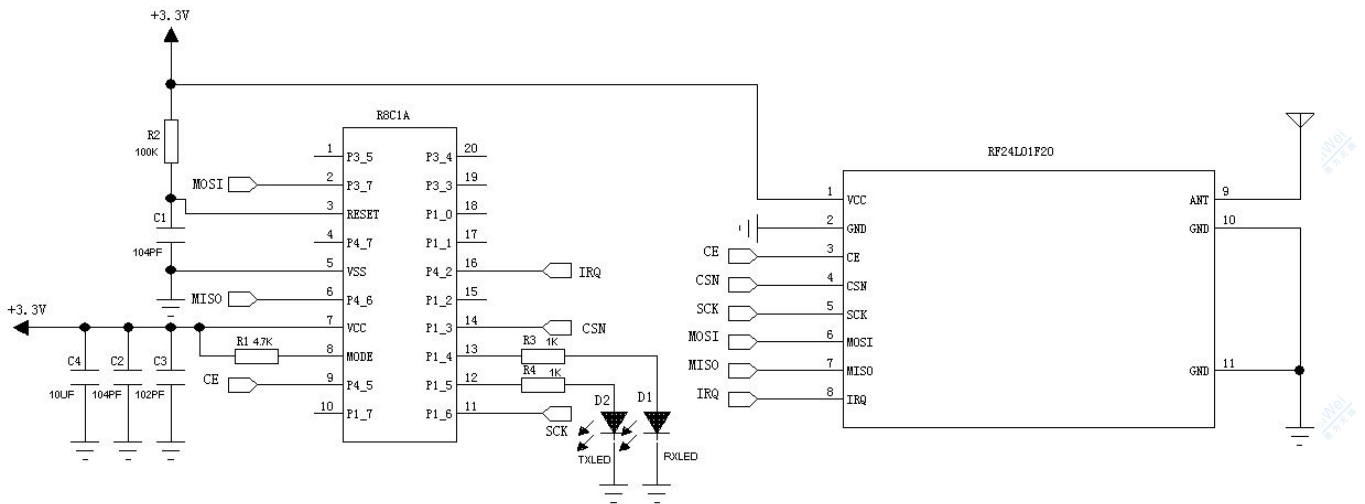 +3.3V
R2
100K
C1
104PF
R8C1A
1 P3_5 P3_4 20
MOSI 2 P3_7 P3_3 19
3 RESET P1_0 18
4 P4_7 P1_1 17
5 VSS P4_2 16 IRQ
MISO 6 P4_6 P1_2 15
7 VCC P1_3 14 CSN
R1 4.7K 8 MODE P1_4 13 R3 1K
CE 9 P4_5 P1_5 12 R4 1K
10 P1_7 P1_6 11 SCK
+3.3V
C4 C2 C3
10UF 104PF 102PF
D2 D1
TXLED RXLED
RF24L01F20
1 VCC ANT 9
2 GND GND 10
CE 3 CE
CSN 4 CSN
SCK 5 SCK
MOSI 6 MOSI
MISO 7 MISO GND 11
IRQ 8 IRQ